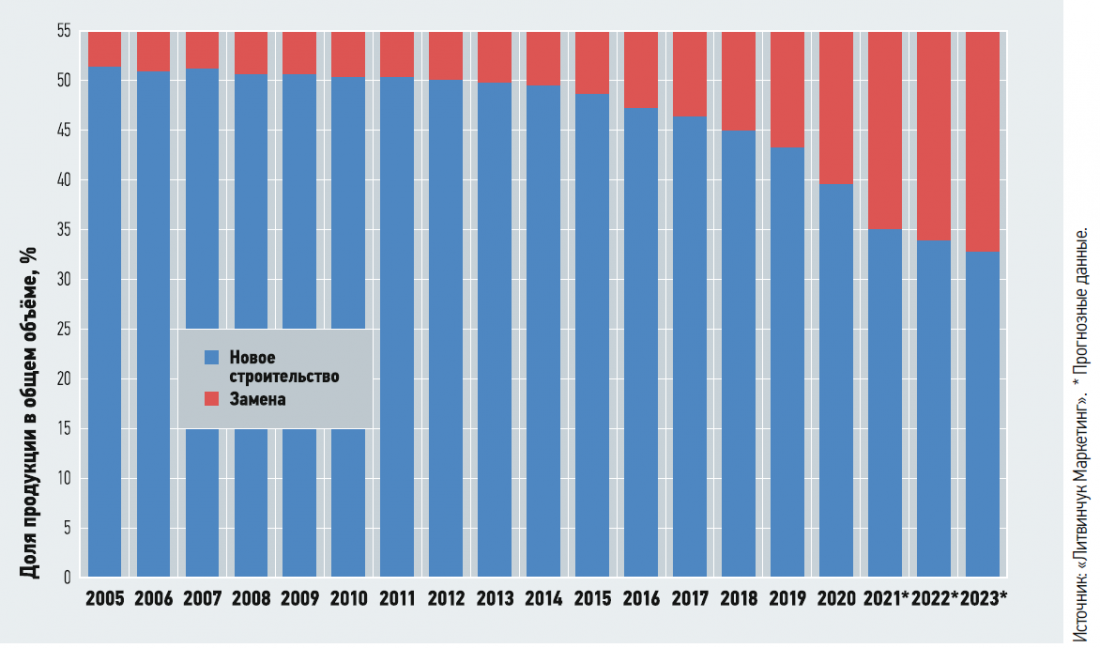 Доля продукции в общем объёме, %
55
50
45
40
35
30
25
20
15
10
5
0
Новое
строительство
Замена
2005 2006 2007 2008 2009 2010 2011 2012 2013 2014 2015 2016 2017 2018 2019 2020 2021* 2022* 2023*
Источник: «Литвинчук Маркетинг». * Прогнозные данные.